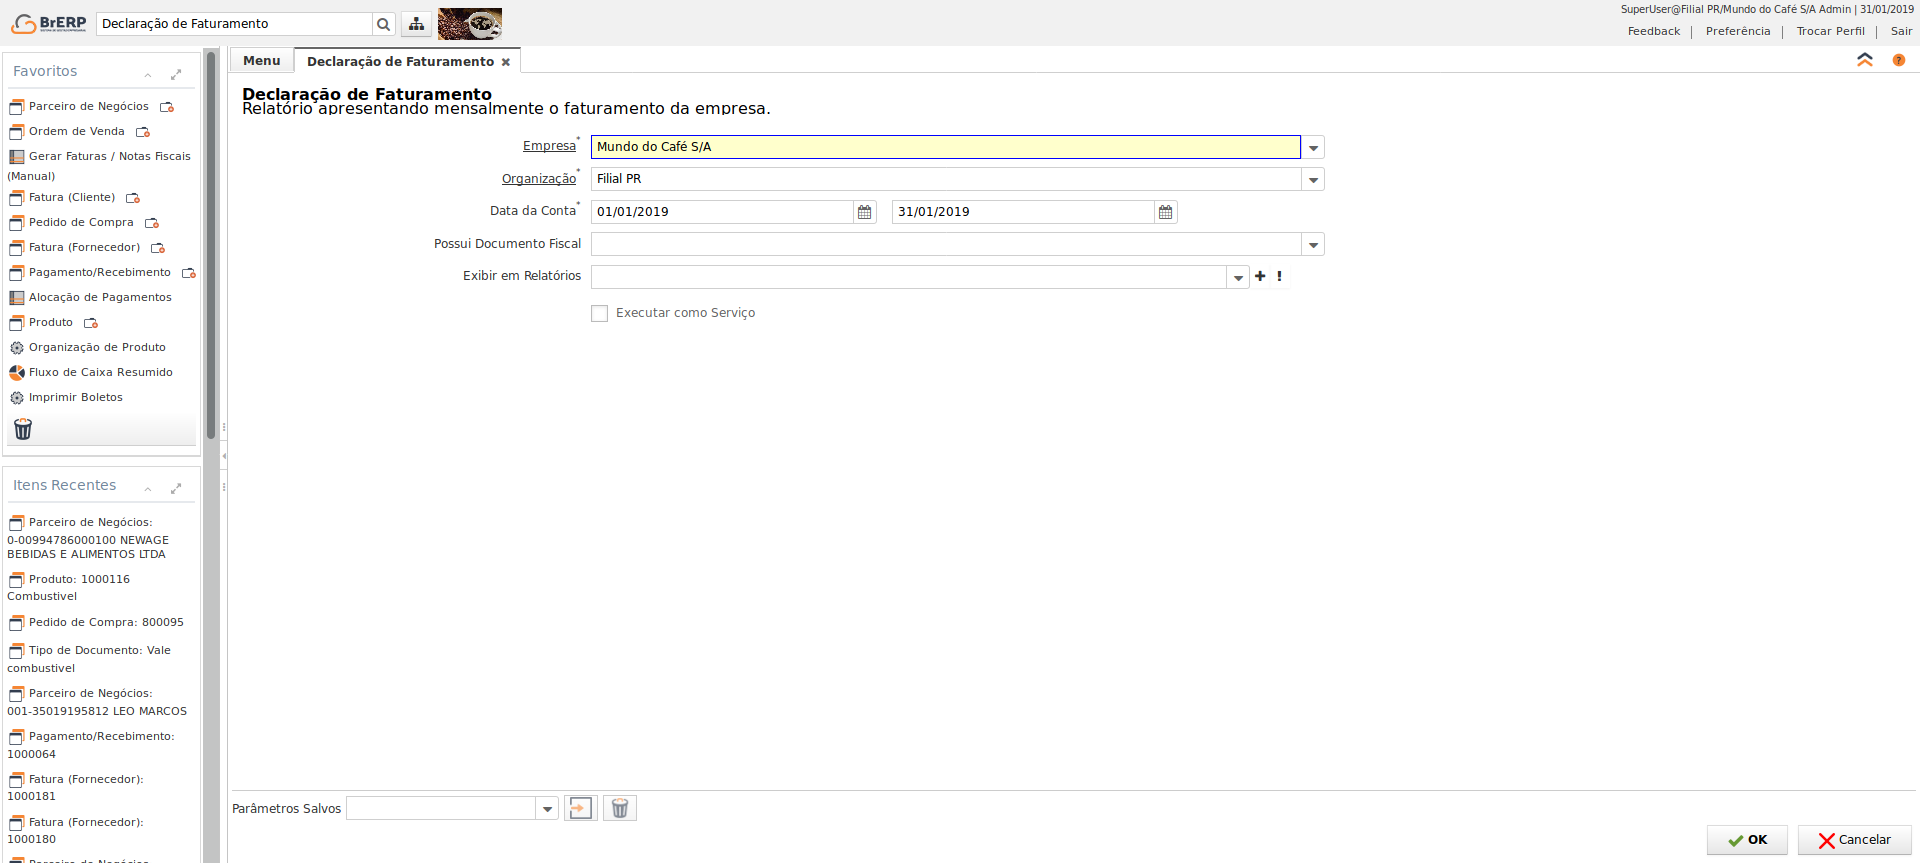 BrERP
Declaração de Faturamento
SuperUser@Filial PR/Mundo do Café S/A Admin | 31/01/2019
Feedback | Preferência | Trocar Perfil | Sair
Favoritos
Parceiro de Negócios
Ordem de Venda
Gerar Faturas / Notas Fiscais
(Manual)
Fatura (Cliente)
Pedido de Compra
Fatura (Fornecedor)
Pagamento/Recebimento
Alocação de Pagamentos
Produto
Organização de Produto
Fluxo de Caixa Resumido
Imprimir Boletos
Itens Recentes
Parceiro de Negócios:
0-00994786000100 NEWAGE
BEBIDAS E ALIMENTOS LTDA
Produto: 1000116
Combustivel
Pedido de Compra: 800095
Tipo de Documento: Vale
combustivel
Parceiro de Negócios:
001-35019195812 LEO MARCOS
Pagamento/Recebimento:
1000064
Fatura (Fornecedor):
1000181
Fatura (Fornecedor):
1000180
Parceiro de Negócios
Menu
Declaração de Faturamento
Declaração de Faturamento
Relatório apresentando mensalmente o faturamento da empresa.
Empresa* Mundo do Café S/A
Organização* Filial PR
Data da Conta* 01/01/2019 31/01/2019
Possui Documento Fiscal
Exibir em Relatórios
Executar como Serviço
Parâmetros Salvos
OK Cancelar